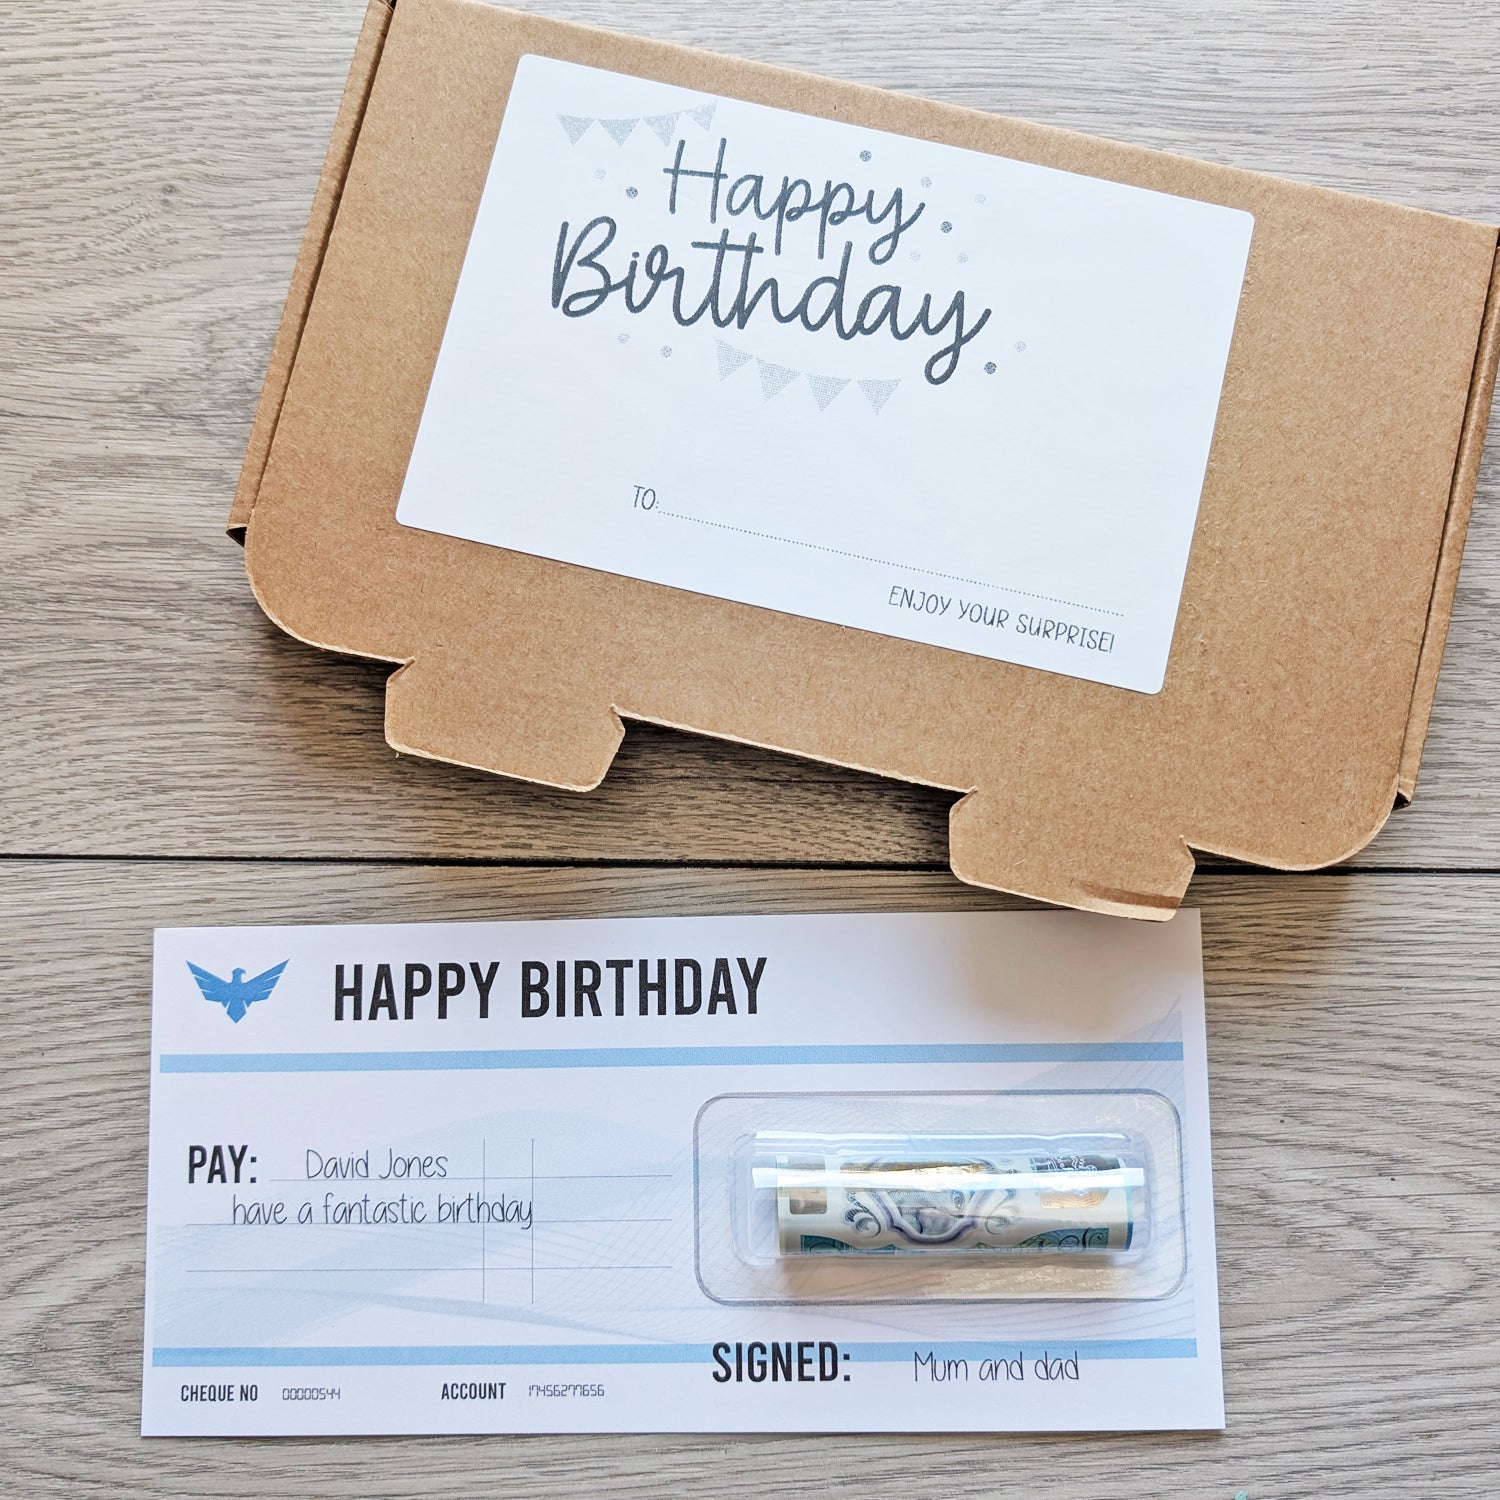 Happy
Birthday
TO:
ENJOY YOUR SURPRISE!
HAPPY BIRTHDAY
PAY: David Jones
have a fantastic birthday
SIGNED: Mum and dad
CHEQUE NO 00000544 ACCOUNT 17456277656